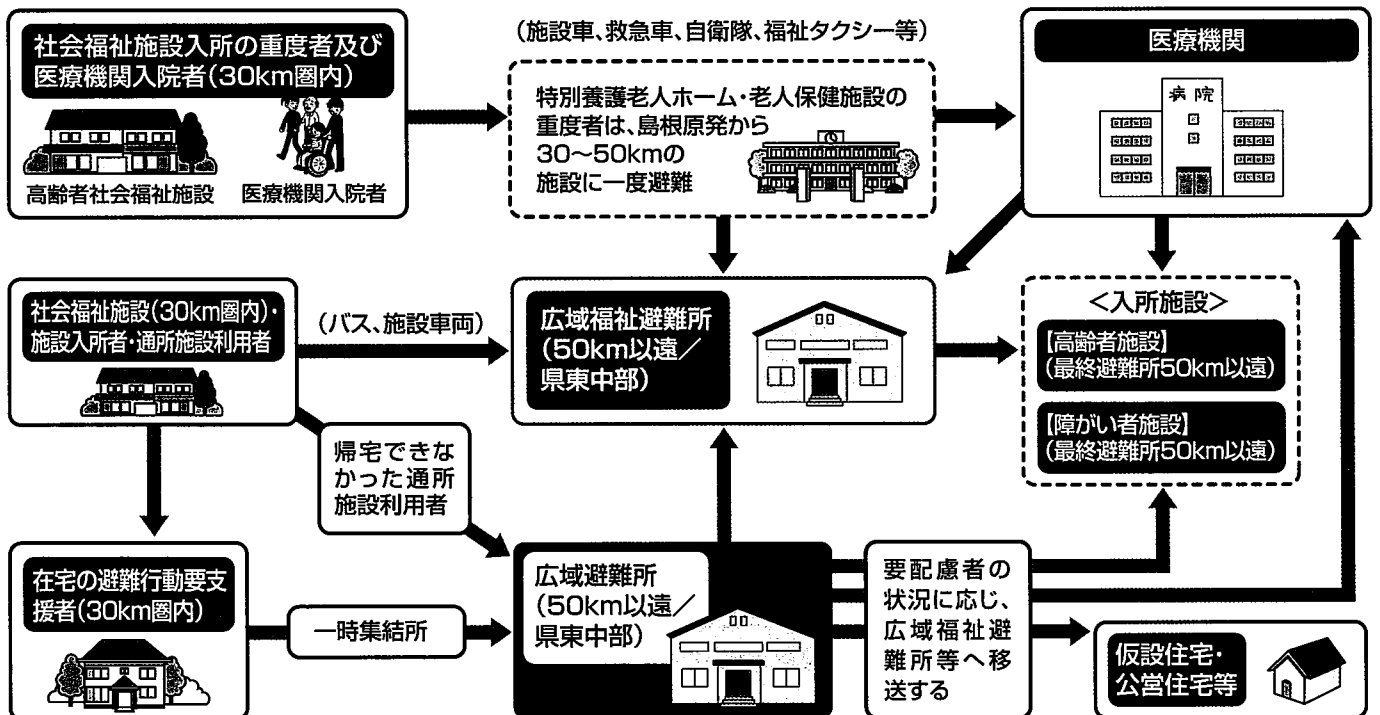 社会福祉施設入所の重度者及び
医療機関入院者(30km圏内)
高齢者社会福祉施設
医療機関入院者
(施設車、救急車、自衛隊、福祉タクシー等)
特別養護老人ホーム・老人保健施設の
重度者は、島根原発から
30〜50kmの
施設に一度避難
医療機関
病院
社会福祉施設(30km圏内)・
施設入所者・通所施設利用者
(バス、施設車両)
広域福祉避難所
(50km以遠/
県東中部)
<入所施設>
【高齢者施設】
(最終避難所50km以遠)
【障がい者施設】
(最終避難所50km以遠)
帰宅できな
かった通所
施設利用者
在宅の避難行動要支
援者(30km圏内)
一時集結所
広域避難所
(50km以遠/
県東中部)
要配慮者の
状況に応じ、
広域福祉避
難所等へ移
送する
仮設住宅・
公営住宅等